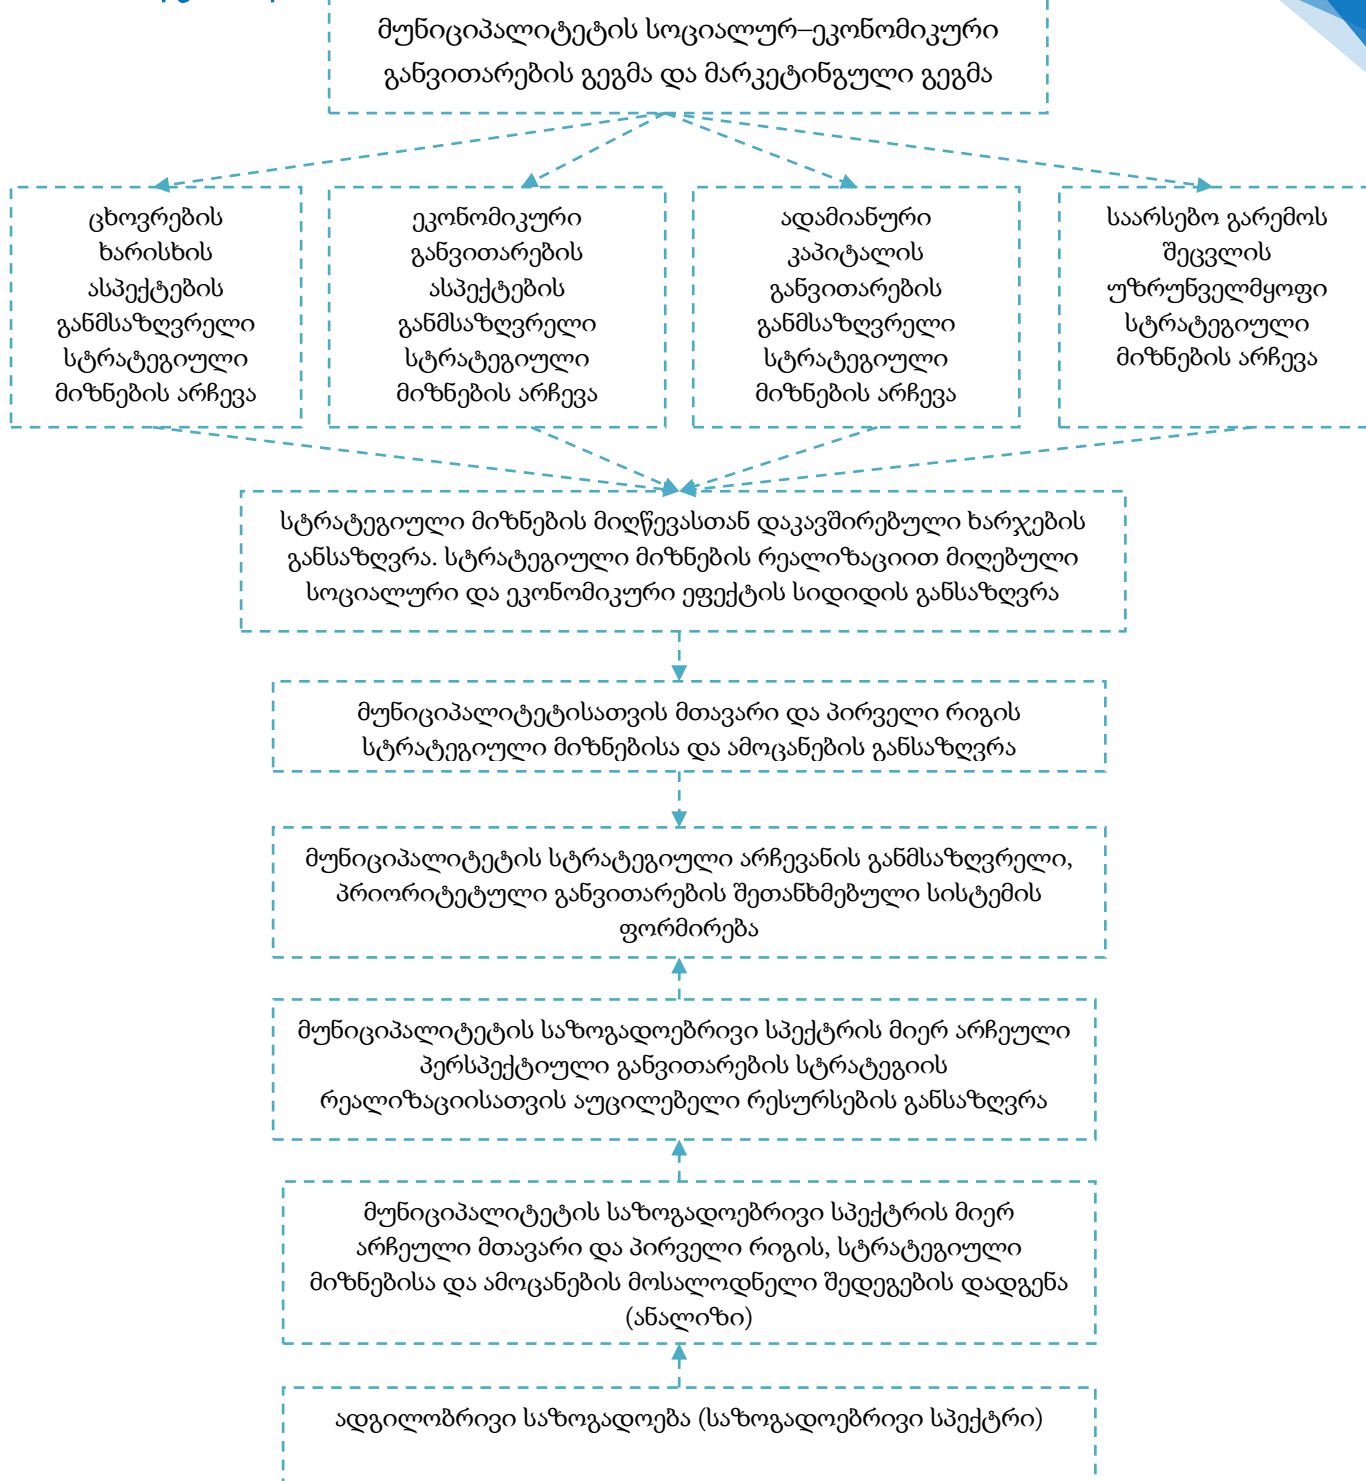 მუნიციპალიტეტის სოციალურ–ეკონომიკური
განვითარების გეგმა და მარკეტინგული გეგმა
ცხოვრების
ხარისხის
ასპექტების
განმსაზღვრელი
სტრატეგიული
მიზნების არჩევა
ეკონომიკური
განვითარების
ასპექტების
განმსაზღვრელი
სტრატეგიული
მიზნების არჩევა
ადამიანური
კაპიტალის
განვითარების
განმსაზღვრელი
სტრატეგიული
მიზნების არჩევა
საარსებო გარემოს
შეცვლის
უზრუნველმყოფი
სტრატეგიული
მიზნების არჩევა
სტრატეგიული მიზნების მიღწევასთან დაკავშირებული ხარჯების
განსაზღვრა. სტრატეგიული მიზნების რეალიზაციით მიღებული
სოციალური და ეკონომიკური ეფექტის სიდიდის განსაზღვრა
მუნიციპალიტეტისათვის მთავარი და პირველი რიგის
სტრატეგიული მიზნებისა და ამოცანების განსაზღვრა
მუნიციპალიტეტის სტრატეგიული არჩევანის განმსაზღვრელი,
პრიორიტეტული განვითარების შეთანხმებული სისტემის
ფორმირება
მუნიციპალიტეტის საზოგადოებრივი სპექტრის მიერ არჩეული
პერსპექტიული განვითარების სტრატეგიის
რეალიზაციისათვის აუცილებელი რესურსების განსაზღვრა
მუნიციპალიტეტის საზოგადოებრივი სპექტრის მიერ
არჩეული მთავარი და პირველი რიგის, სტრატეგიული
მიზნებისა და ამოცანების მოსალოდნელი შედეგების დადგენა
(ანალიზი)
ადგილობრივი საზოგადოება (საზოგადოებრივი სპექტრი)